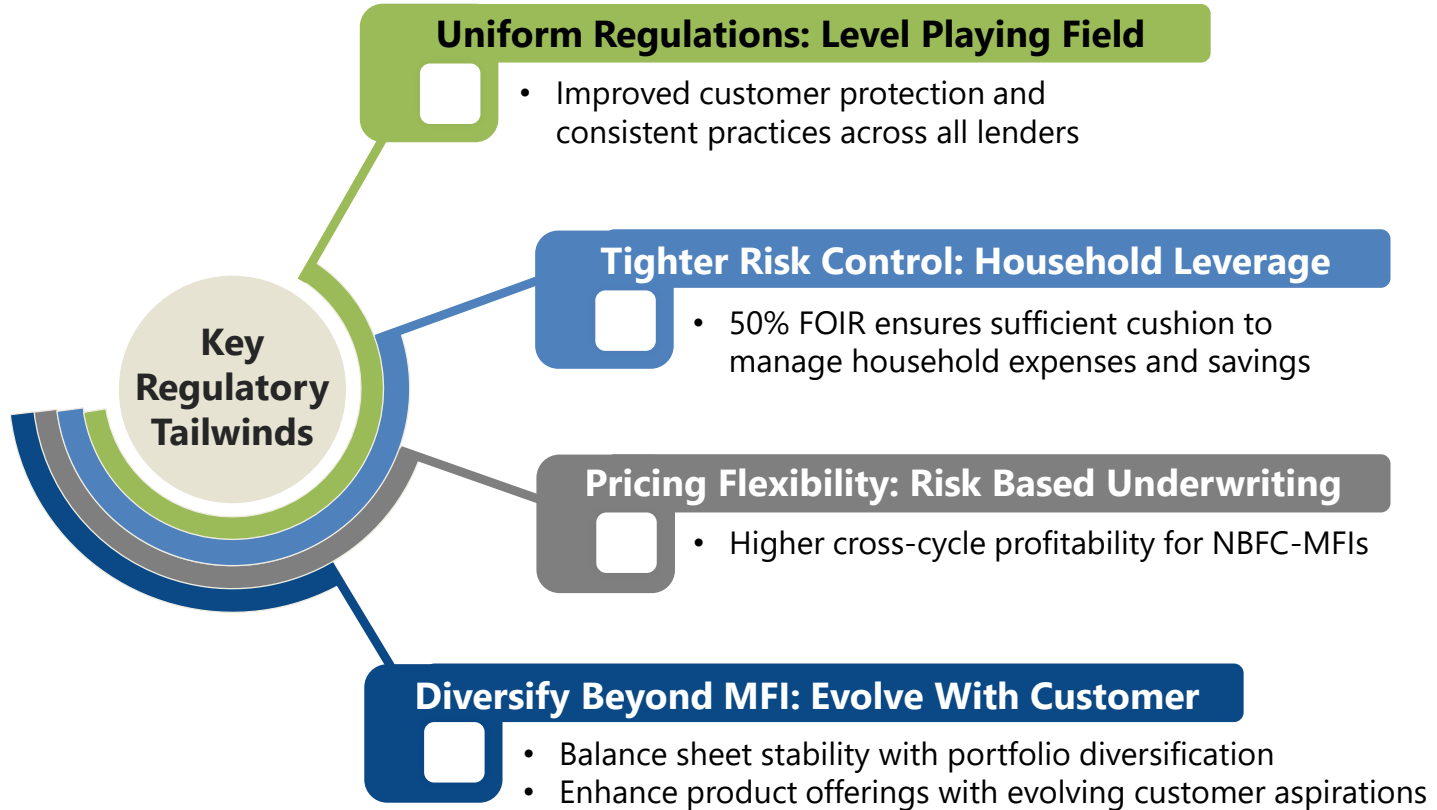 Uniform Regulations: Level Playing Field
• Improved customer protection and
consistent practices across all lenders
Tighter Risk Control: Household Leverage
• 50% FOIR ensures sufficient cushion to
manage household expenses and savings
Key
Regulatory
Tailwinds
Pricing Flexibility: Risk Based Underwriting
• Higher cross-cycle profitability for NBFC-MFIs
Diversify Beyond MFI: Evolve With Customer
• Balance sheet stability with portfolio diversification
• Enhance product offerings with evolving customer aspirations